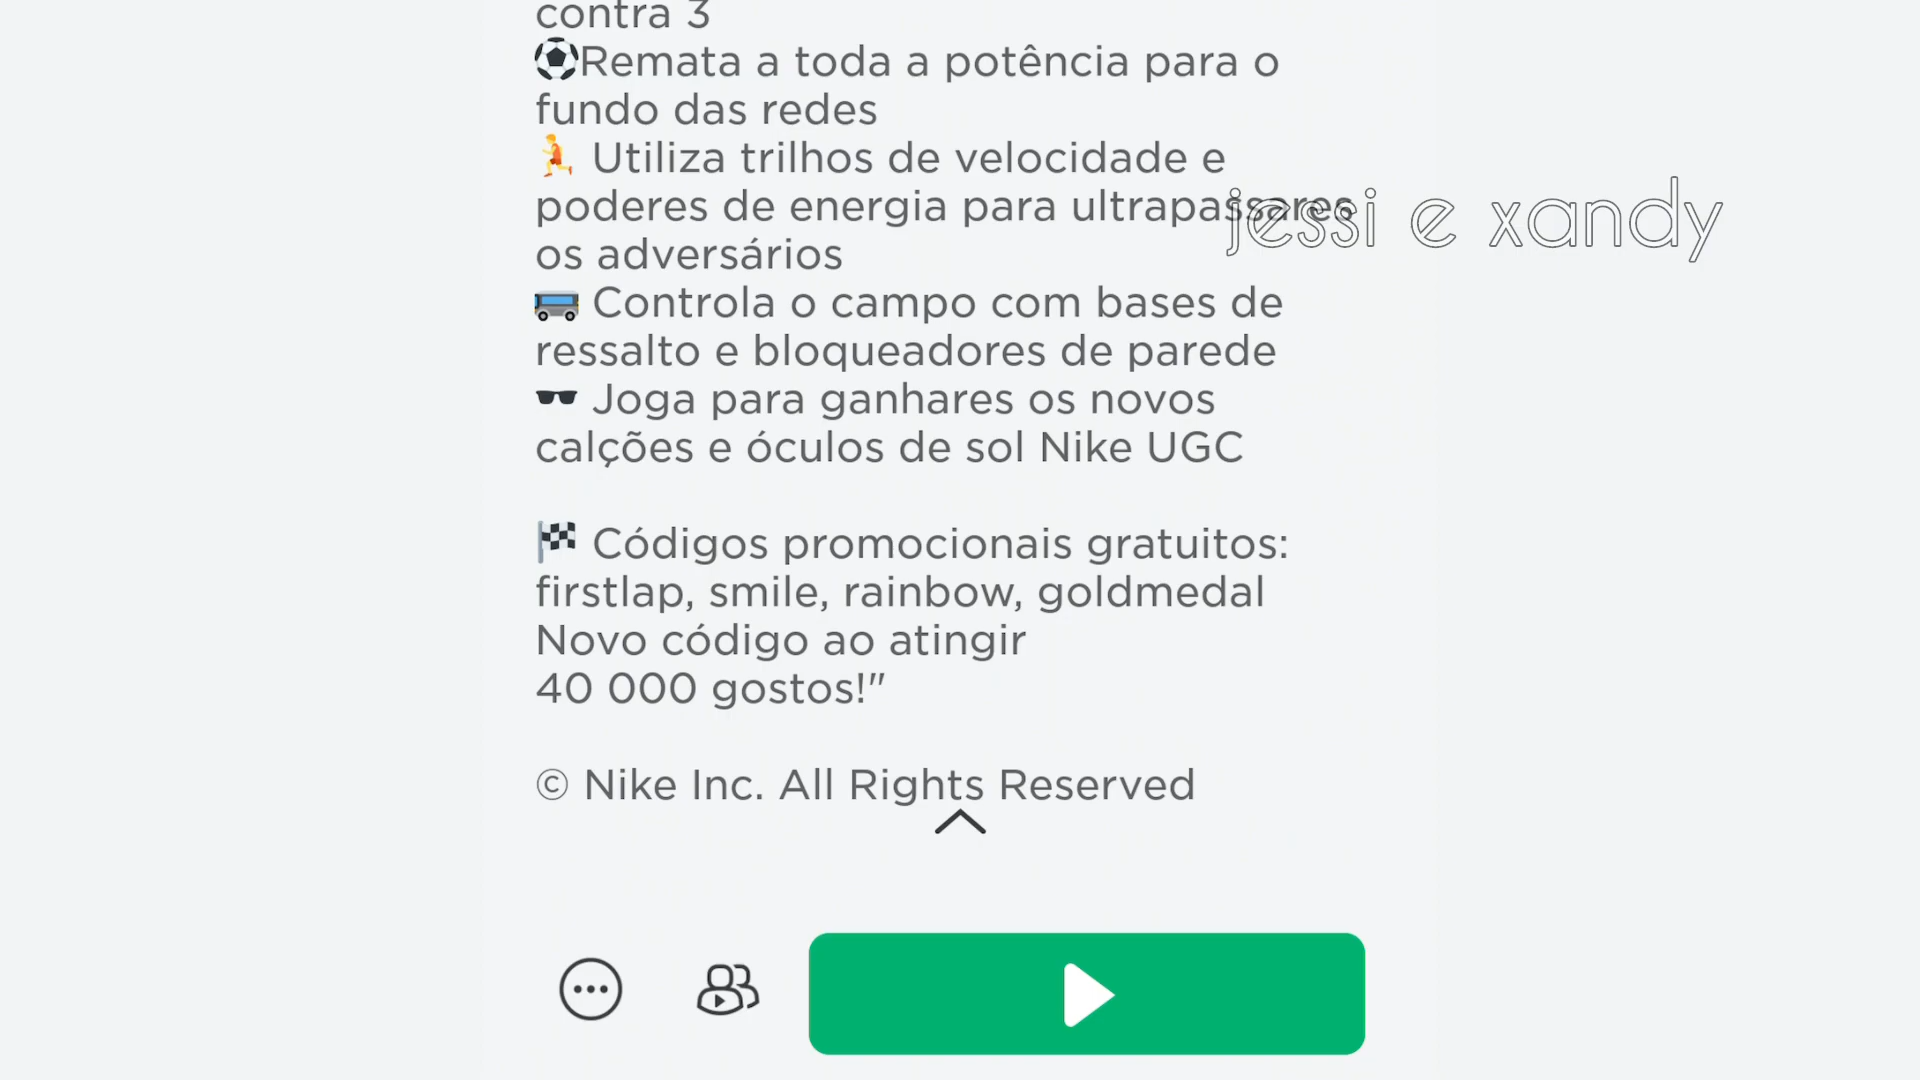 contra 3
⚽Remata a toda a potência para o
fundo das redes
🏃 Utiliza trilhos de velocidade e
poderes de energia para ultrapassares
os adversários
🚌 Controla o campo com bases de
ressalto e bloqueadores de parede
🕶️ Joga para ganhares os novos
calções e óculos de sol Nike UGC
🏁 Códigos promocionais gratuitos:
firstlap, smile, rainbow, goldmedal
Novo código ao atingir
40 000 gostos!"
© Nike Inc. All Rights Reserved
jessi e xandy